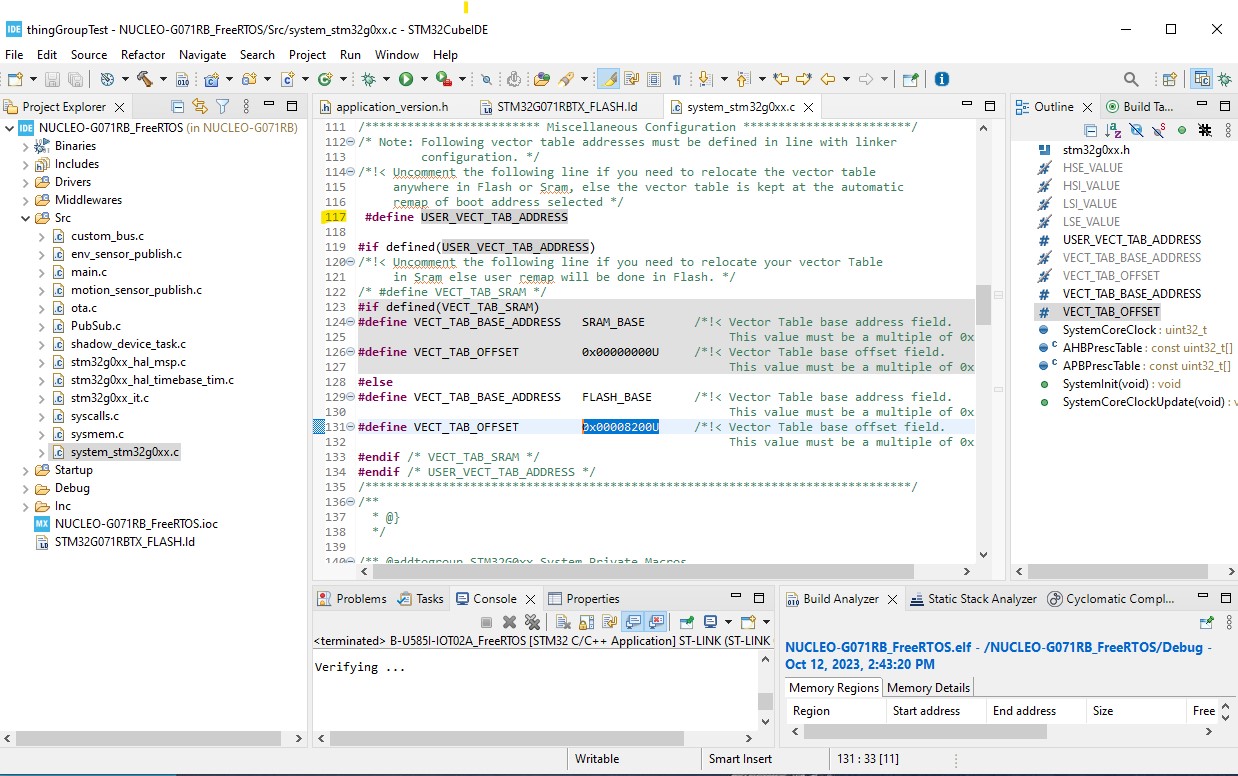 IDE thingGroupTest - NUCLEO-G071RB_FreeRTOS/Src/system_stm32g0xx.c - STM32CubeIDE
File Edit Source Refactor Navigate Search Project Run Window Help
Project Explorer
IDE NUCLEO-G071RB_FreeRTOS (in NUCLEO-G071RB)
Binaries
Includes
Drivers
Middlewares
Src
custom_bus.c
env_sensor_publish.c
main.c
motion_sensor_publish.c
ota.c
PubSub.c
shadow_device_task.c
stm32g0xx_hal_msp.c
stm32g0xx_hal_timebase_tim.c
stm32g0xx_it.c
syscalls.c
sysmem.c
system_stm32g0xx.c
Startup
Debug
Inc
MX NUCLEO-G071RB_FreeRTOS.ioc
STM32G071RBTX_FLASH.ld
application_version.h STM32G071RBTX_FLASH.ld system_stm32g0xx.c
111 /************************* Miscellaneous Configuration ************************/
112 /* Note: Following vector table addresses must be defined in line with linker
113 configuration. */
114 /*!< Uncomment the following line if you need to relocate the vector table
115 anywhere in Flash or Sram, else the vector table is kept at the automatic
116 remap of boot address selected */
117 #define USER_VECT_TAB_ADDRESS
118
119 #if defined(USER_VECT_TAB_ADDRESS)
120 /*!< Uncomment the following line if you need to relocate your vector Table
121 in Sram else user remap will be done in Flash. */
122 /* #define VECT_TAB_SRAM */
123 #if defined(VECT_TAB_SRAM)
124 #define VECT_TAB_BASE_ADDRESS SRAM_BASE /*!< Vector Table base address field.
125 This value must be a multiple of 0x
126 #define VECT_TAB_OFFSET 0x00000000U /*!< Vector Table base offset field.
127 This value must be a multiple of 0x
128 #else
129 #define VECT_TAB_BASE_ADDRESS FLASH_BASE /*!< Vector Table base address field.
130 This value must be a multiple of 0x
131 #define VECT_TAB_OFFSET 0x00008200U /*!< Vector Table base offset field.
132 This value must be a multiple of 0x
133 #endif /* VECT_TAB_SRAM */
134 #endif /* USER_VECT_TAB_ADDRESS */
135 /******************************************************************************/
136 /**
137 * @}
138 */
139
140 /** @addtogroup STM32G0xx_System_Private_Macros
Outline Build Ta...
stm32g0xx.h
HSE_VALUE
HSI_VALUE
LSI_VALUE
LSE_VALUE
USER_VECT_TAB_ADDRESS
VECT_TAB_BASE_ADDRESS
VECT_TAB_OFFSET
VECT_TAB_BASE_ADDRESS
VECT_TAB_OFFSET
SystemCoreClock : uint32_t
AHBPrescTable : const uint32_t[]
APBPrescTable : const uint32_t[]
SystemInit(void) : void
SystemCoreClockUpdate(void) : v
Problems Tasks Console Properties
<terminated> B-U585I-IOT02A_FreeRTOS [STM32 C/C++ Application] ST-LINK (ST-LINK
Verifying ...
Build Analyzer Static Stack Analyzer Cyclomatic Compl...
NUCLEO-G071RB_FreeRTOS.elf - /NUCLEO-G071RB_FreeRTOS/Debug -
Oct 12, 2023, 2:43:20 PM
Memory Regions Memory Details
Region Start address End address Size Free
Writable Smart Insert 131 : 33 [11]